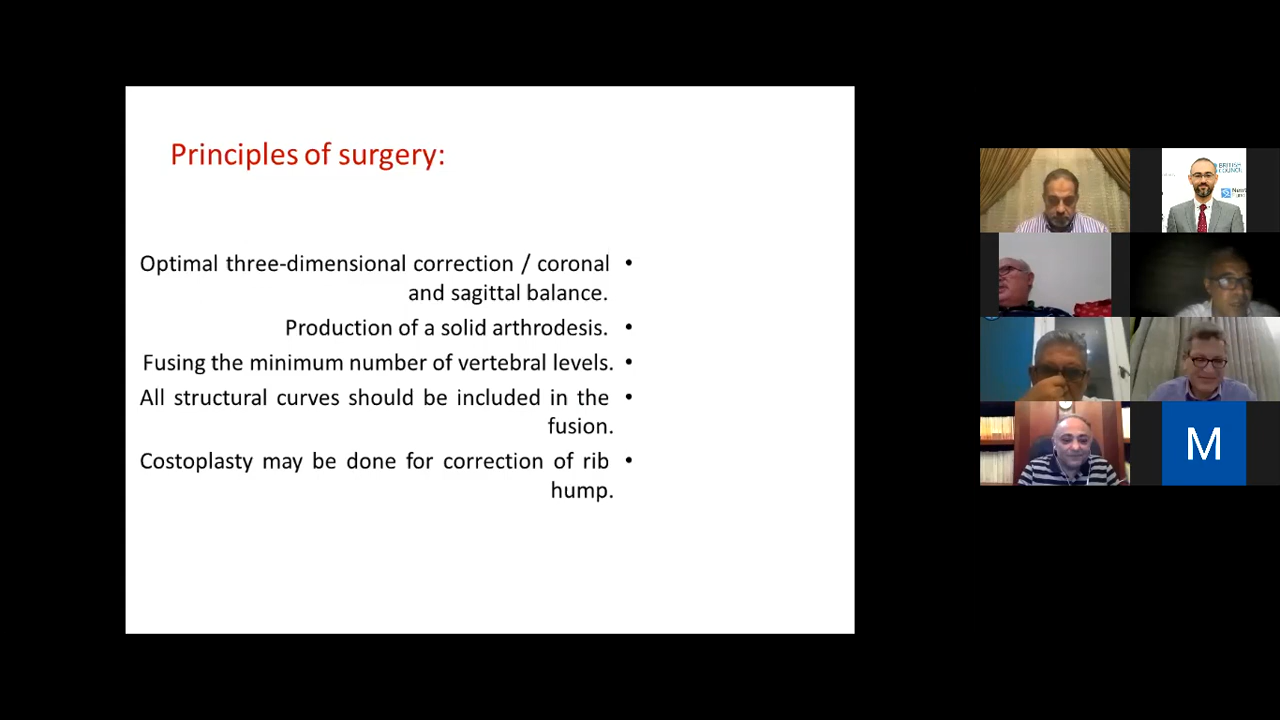 Principles of surgery:
Optimal three-dimensional correction / coronal •
and sagittal balance.
Production of a solid arthrodesis. •
Fusing the minimum number of vertebral levels. •
All structural curves should be included in the •
fusion.
Costoplasty may be done for correction of rib •
hump.
BRITISH
COUNCIL
M